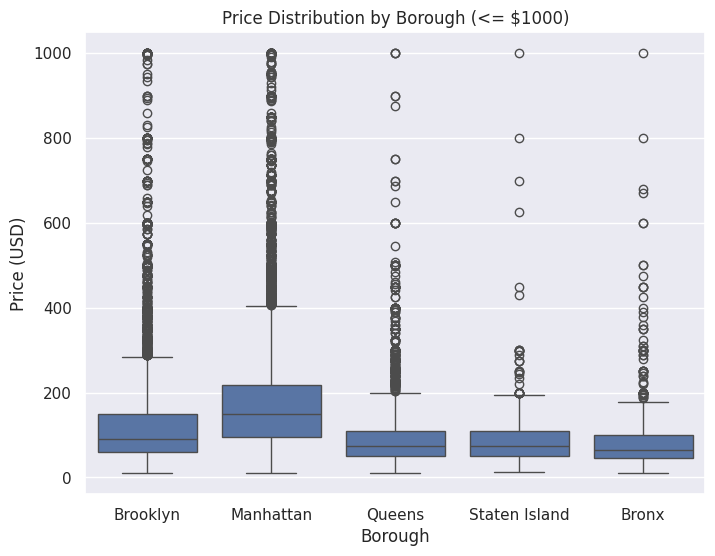 Price Distribution by Borough (<= $1000)
1000
800
600
400
200
0
Price (USD)
Brooklyn
Manhattan
Queens
Staten Island
Bronx
Borough